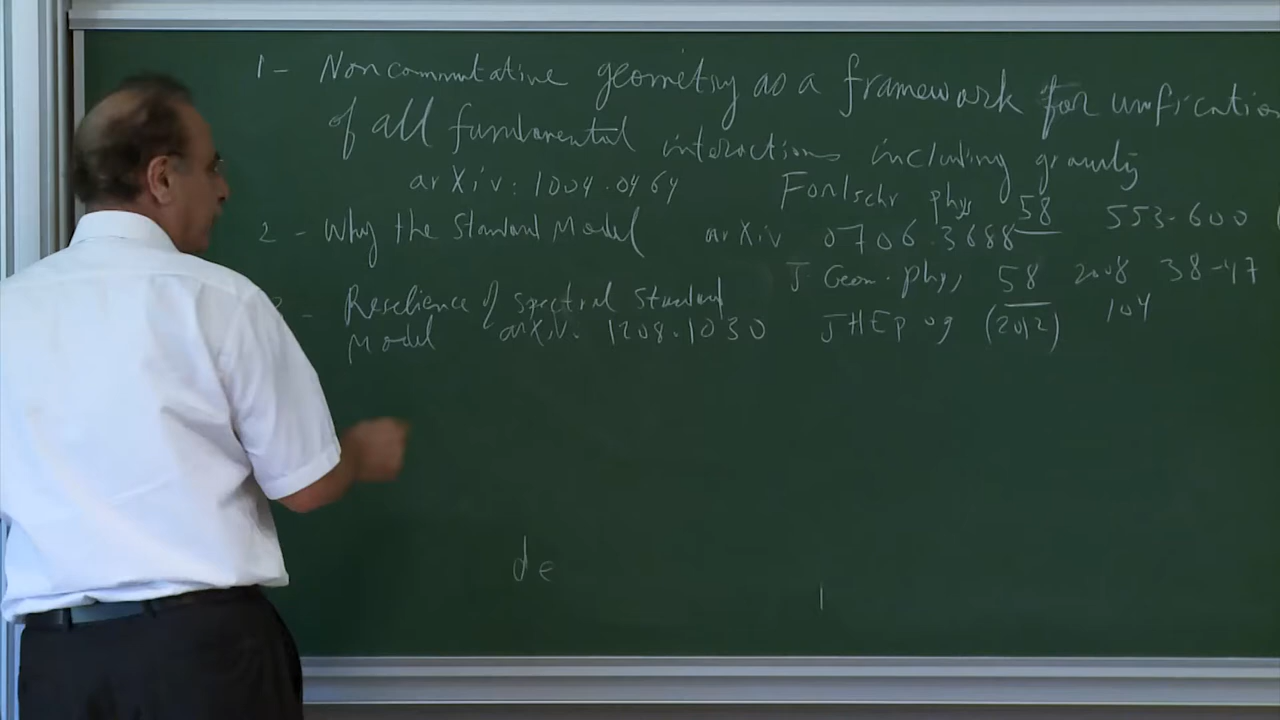 1- Noncommutative geometry as a framework for unification
of all fundamental interactions including gravity
arXiv: 1004.0464 Fortschr phys 58 553-600
2 - Why the Standard Model arXiv 0706.3688
J. Geom. phys 58 2008 38-47
- Reselience of spectral Standard
Model arXiv. 1208.1030 JHEP 09 (2012) 104
de